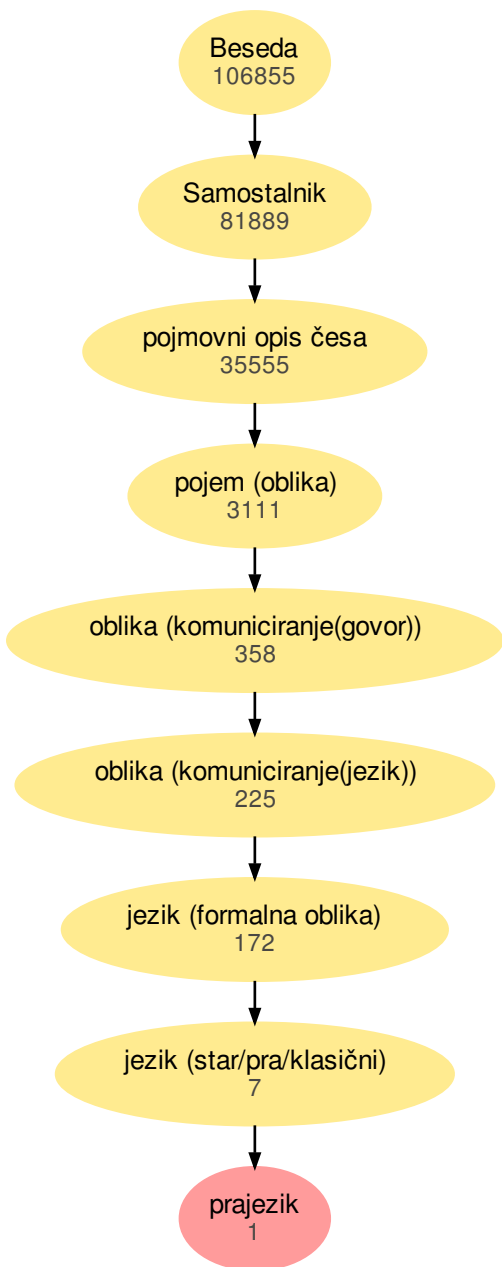 Beseda
106855
Samostalnik
81889
pojmovni opis česa
35555
pojem (oblika)
3111
oblika (komuniciranje(govor))
358
oblika (komuniciranje(jezik))
225
jezik (formalna oblika)
172
jezik (star/pra/klasični)
7
prajezik
1